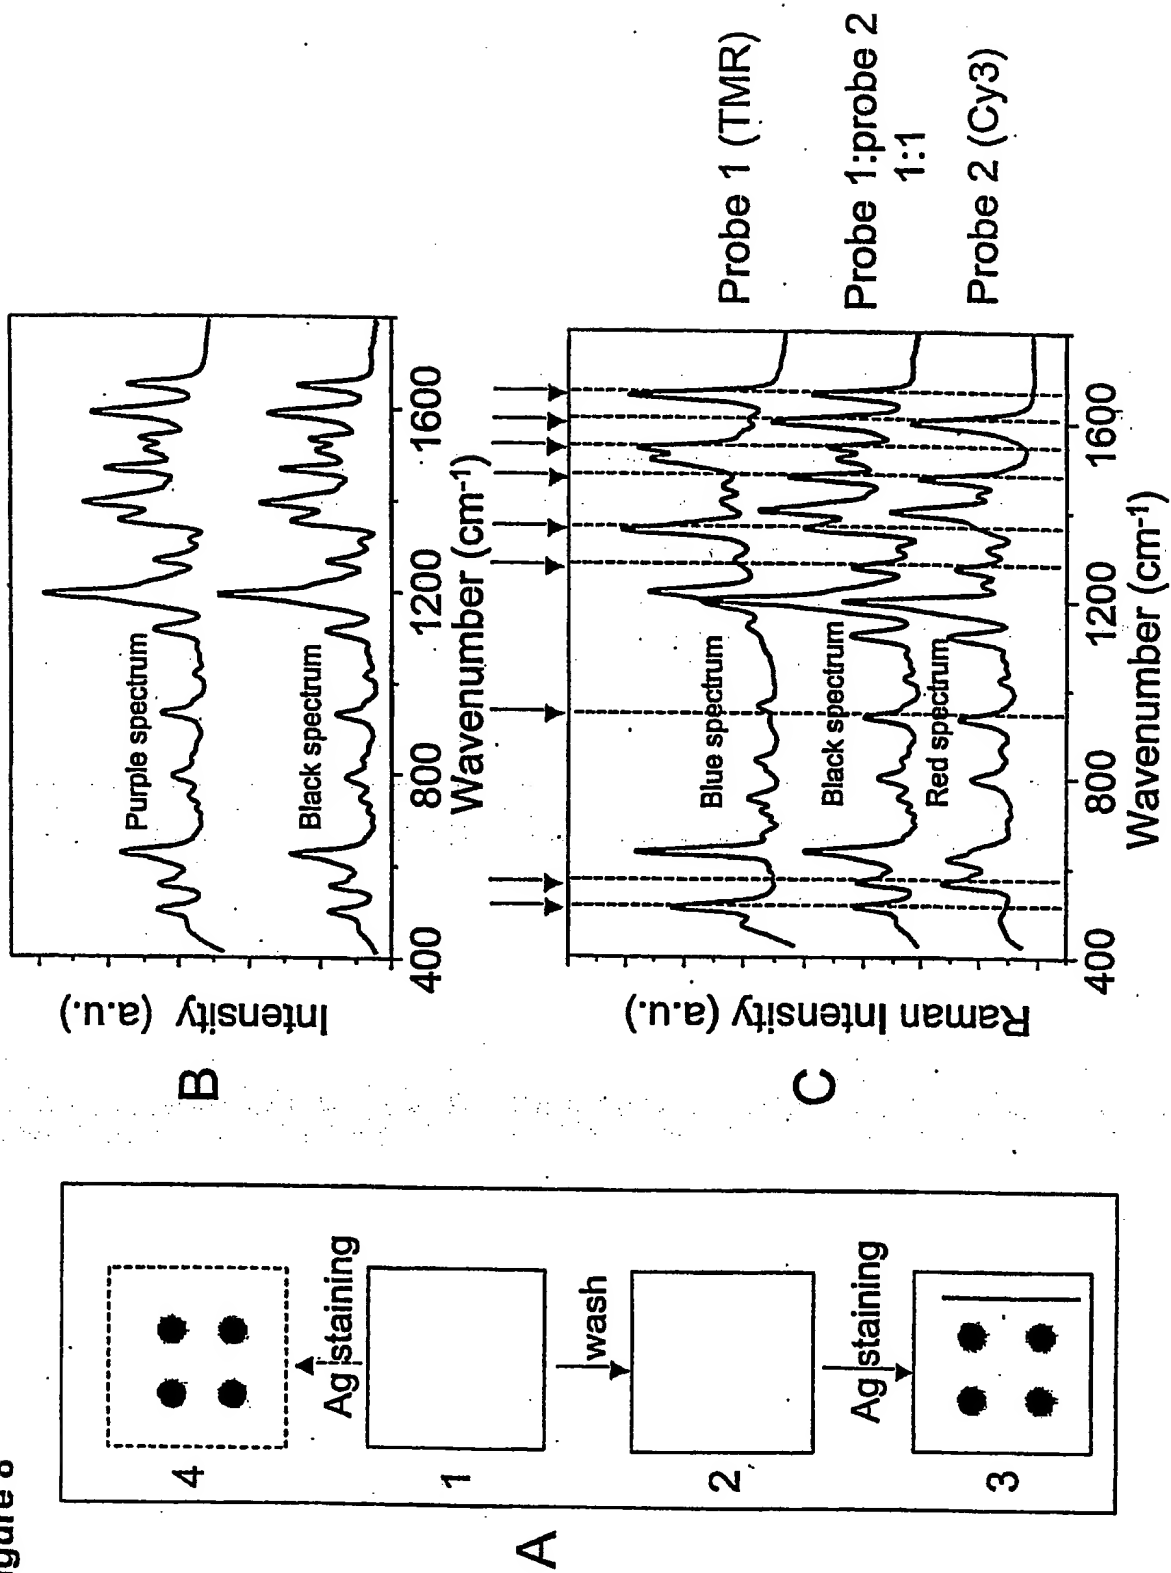 Figure 8
A
4
Ag staining
1
wash
2
Ag staining
3
B
Intensity (a.u.)
Purple spectrum
Black spectrum
400
800
1200
1600
Wavenumber (cm-1)
C
Raman Intensity (a.u.)
Blue spectrum
Black spectrum
Red spectrum
Probe 1 (TMR)
Probe 1:probe 2
1:1
Probe 2 (Cy3)
400
800
1200
1600
Wavenumber (cm-1)